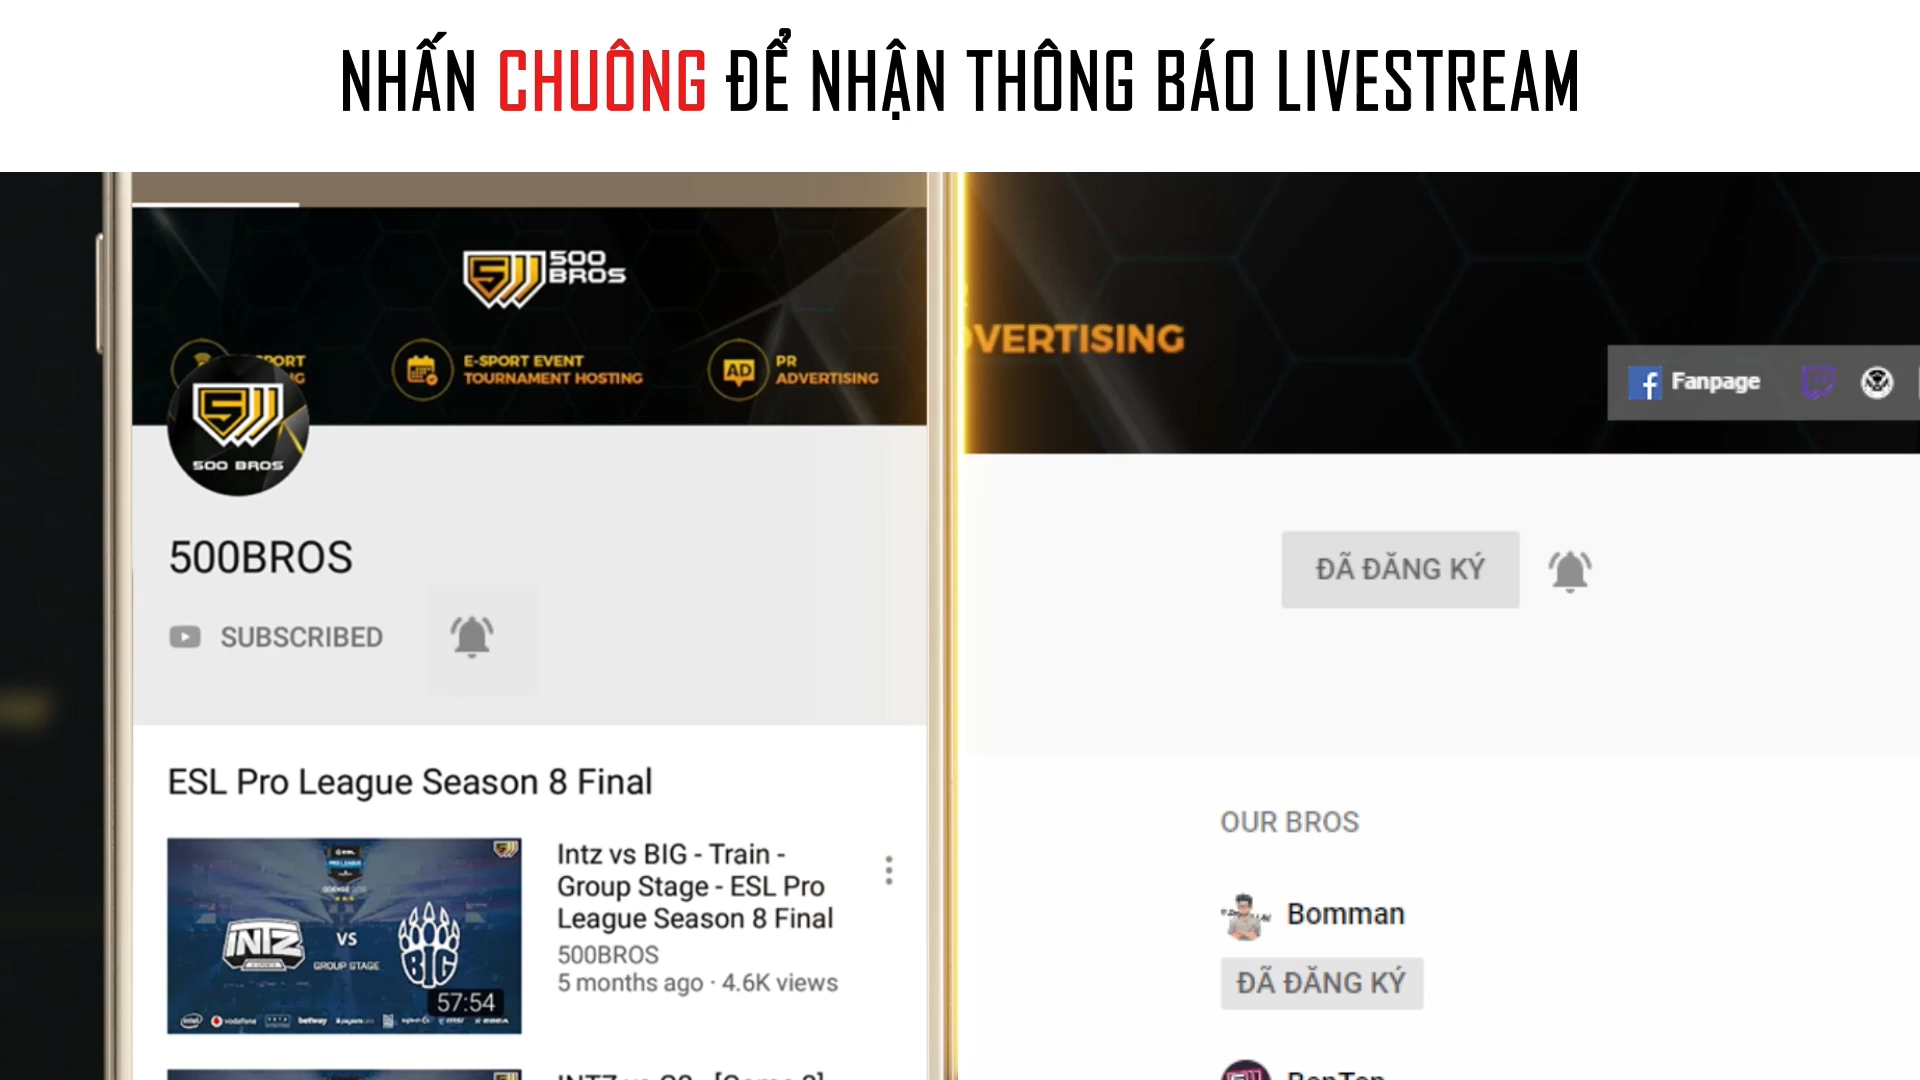 NHẤN CHUÔNG ĐỂ NHẬN THÔNG BÁO LIVESTREAM
500
BROS
E-SPORT EVENT
TOURNAMENT HOSTING
AD
PR
ADVERTISING
500 BROS
500BROS
SUBSCRIBED
ESL Pro League Season 8 Final
INTZ
VS
GROUP STAGE
BIG
57:54
intel
vodafone
betway
Intz vs BIG - Train -
Group Stage - ESL Pro
League Season 8 Final
500BROS
5 months ago · 4.6K views
VERTISING
Fanpage
ĐÃ ĐĂNG KÝ
OUR BROS
Bomman
ĐÃ ĐĂNG KÝ